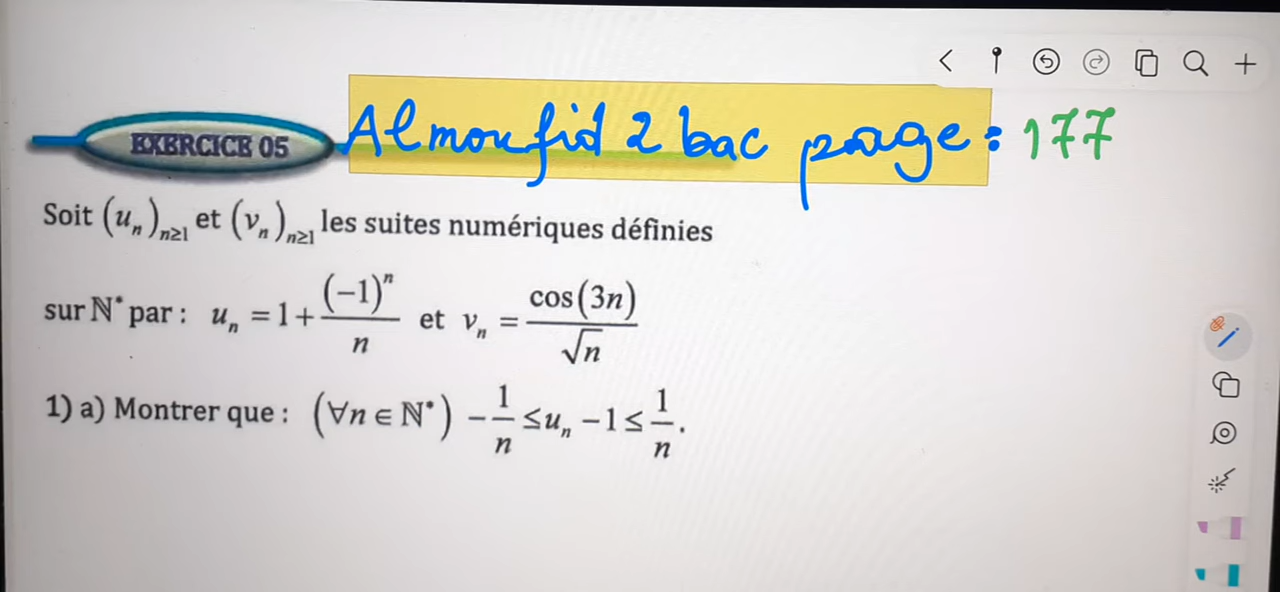 EXERCICE 05 Almoufid 2 bac page: 177
Soit (uₙ)ₙ≥₁ et (vₙ)ₙ≥₁ les suites numériques définies
sur ℕ* par : uₙ = 1 + (-1)ⁿ/n et vₙ = cos(3n)/√n
1) a) Montrer que : (∀n ∈ ℕ*) -1/n ≤ uₙ - 1 ≤ 1/n.